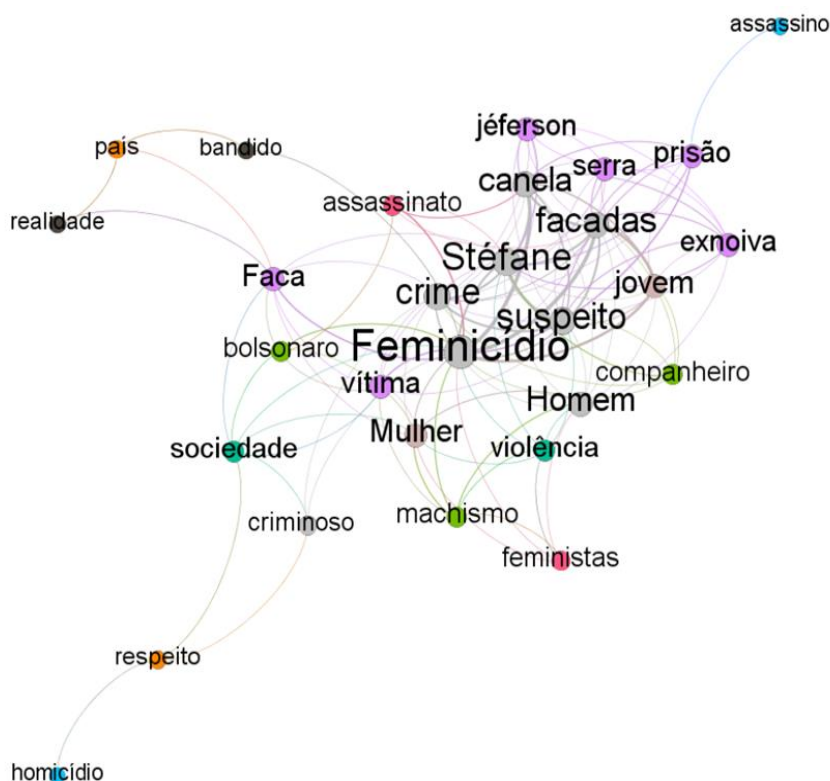 assassino
jéferson
país
bandido
prisão
serra
canela
assassinato
realidade
facadas
exnoiva
Stéfane
Faca
jovem
crime
suspeito
bolsonaro
Feminicídio
companheiro
vítima
Homem
Mulher
sociedade
violência
machismo
criminoso
feministas
respeito
homicídio